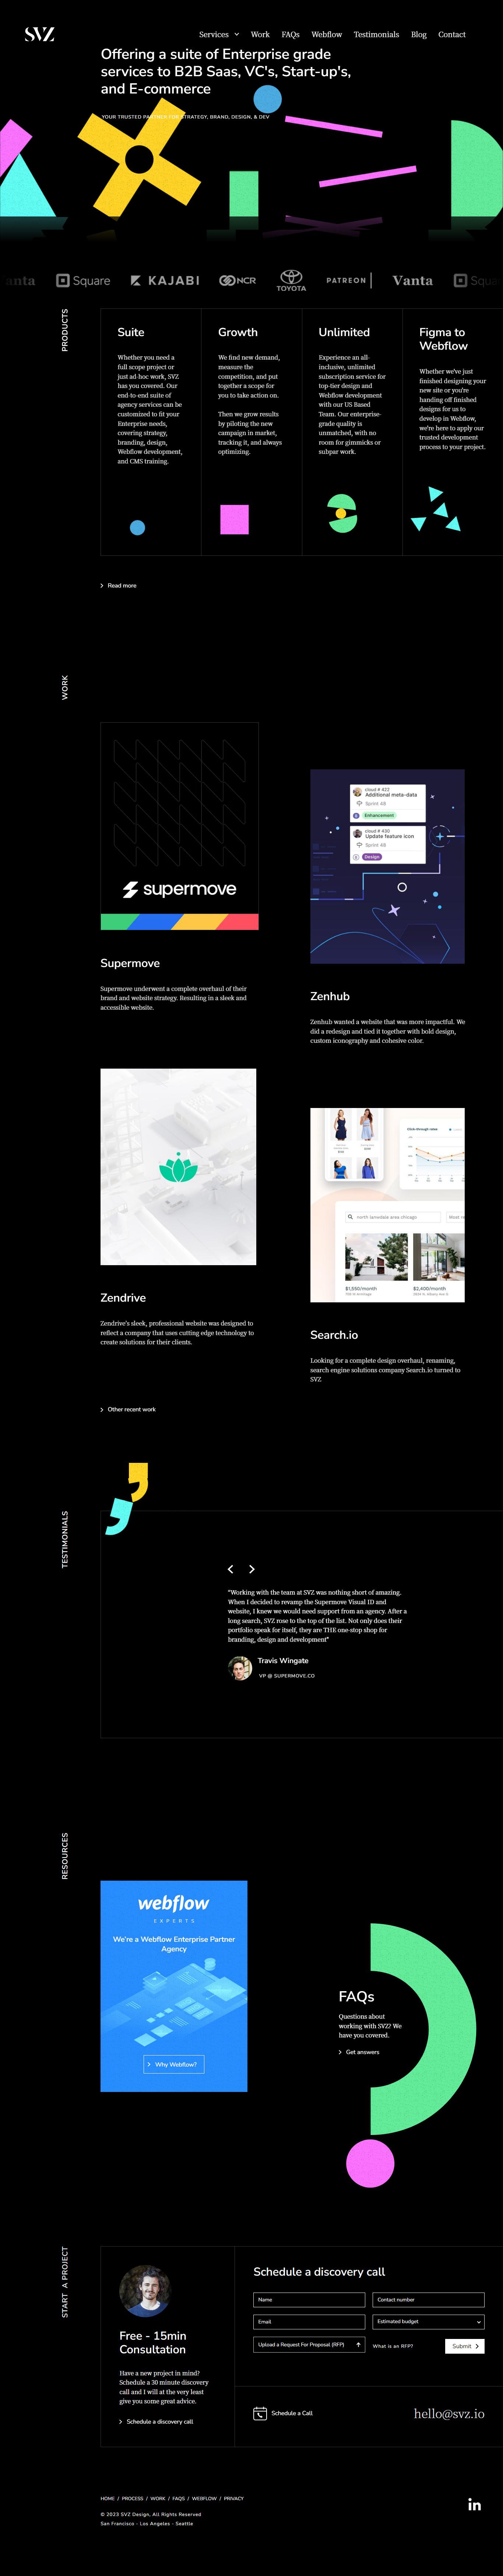 SVZ
Services
Work
FAQs
Webflow
Testimonials
Blog
Contact
Offering a suite of Enterprise grade
services to B2B Saas, VC's, Start-up's,
and E-commerce
YOUR TRUSTED PARTNER FOR STRATEGY, BRAND, DESIGN, & DEV
anta
Square
KAJABI
NCR
TOYOTA
PATREON
Vanta
Squa
PRODUCTS
Suite
Whether you need a
full scope project or
just ad-hoc work, SVZ
has you covered. Our
end-to-end suite of
agency services can be
customized to fit your
Enterprise needs,
covering strategy,
branding, design,
Webflow development,
and CMS training.
Growth
We find new demand,
measure the
competition, and put
together a scope for
you to take action on.
Then we grow results
by piloting the new
campaign in market,
tracking it, and always
optimizing.
Unlimited
Experience an all-
inclusive, unlimited
subscription service for
top-tier design and
Webflow development
with our US Based
Team. Our enterprise-
grade quality is
unmatched, with no
room for gimmicks or
subpar work.
Figma to
Webflow
Whether we've just
finished designing your
new site or you're
handing off finished
designs for us to
develop in Webflow,
we're here to apply our
trusted development
process to your project.
Read more
WORK
supermove
Supermove
Supermove underwent a complete overhaul of their
brand and website strategy. Resulting in a sleek and
accessible website.
cloud # 422
Additional meta-data
Sprint 48
Enhancement
cloud # 430
Update feature icon
Sprint 48
Design
Zenhub
Zenhub wanted a website that was more impactful. We
did a redesign and tied it together with bold design,
custom iconography and cohesive color.
Zendrive
Zendrive's sleek, professional website was designed to
reflect a company that uses cutting edge technology to
create solutions for their clients.
Click-through rates
north lansdale area chicago
$1,550/month
$2,400/month
Search.io
Looking for a complete design overhaul, renaming,
search engine solutions company Search.io turned to
SVZ
Other recent work
TESTIMONIALS
"Working with the team at SVZ was nothing short of amazing.
When I decided to revamp the Supermove Visual ID and
website, I knew we would need support from an agency. After a
long search, SVZ rose to the top of the list. Not only does their
portfolio speak for itself, they are THE one-stop shop for
branding, design and development"
Travis Wingate
VP @ SUPERMOVE.CO
RESOURCES
webflow
EXPERTS
We're a Webflow Enterprise Partner
Agency
Why Webflow?
FAQs
Questions about
working with SVZ? We
have you covered.
Get answers
START A PROJECT
Free - 15min
Consultation
Have a new project in mind?
Schedule a 30 minute discovery
call and I will at the very least
give you some great advice.
Schedule a discovery call
Schedule a discovery call
Name
Contact number
Email
Estimated budget
Upload a Request For Proposal (RFP)
What is an RFP?
Submit
Schedule a Call
hello@svz.io
HOME / PROCESS / WORK / FAQS / WEBFLOW / PRIVACY
© 2023 SVZ Design, All Rights Reserved
San Francisco - Los Angeles - Seattle
in